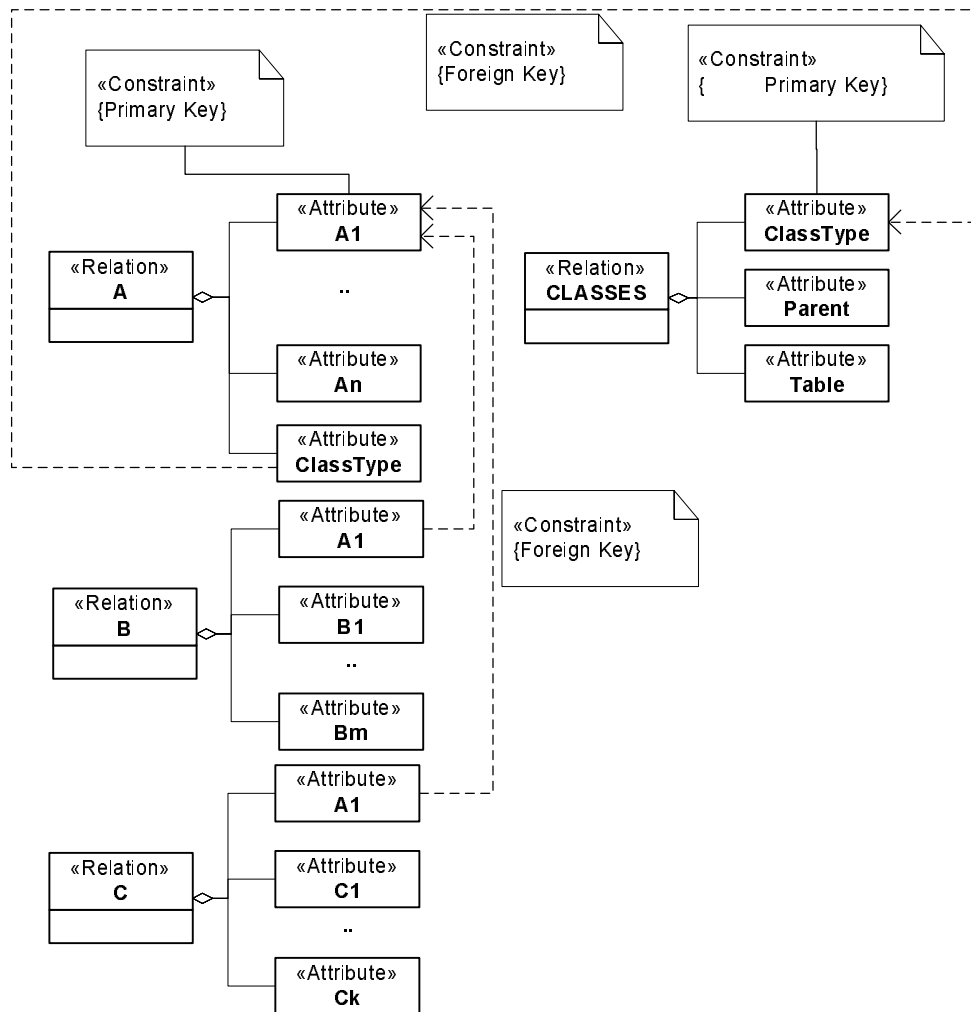 «Constraint»
{Primary Key}
«Constraint»
{Foreign Key}
«Constraint»
{ Primary Key}
«Attribute»
A1
..
«Relation»
A
«Attribute»
An
«Attribute»
ClassType
«Attribute»
ClassType
«Relation»
CLASSES
«Attribute»
Parent
«Attribute»
Table
«Constraint»
{Foreign Key}
«Attribute»
A1
«Relation»
B
«Attribute»
B1
..
«Attribute»
Bm
«Attribute»
A1
«Relation»
C
«Attribute»
C1
..
«Attribute»
Ck